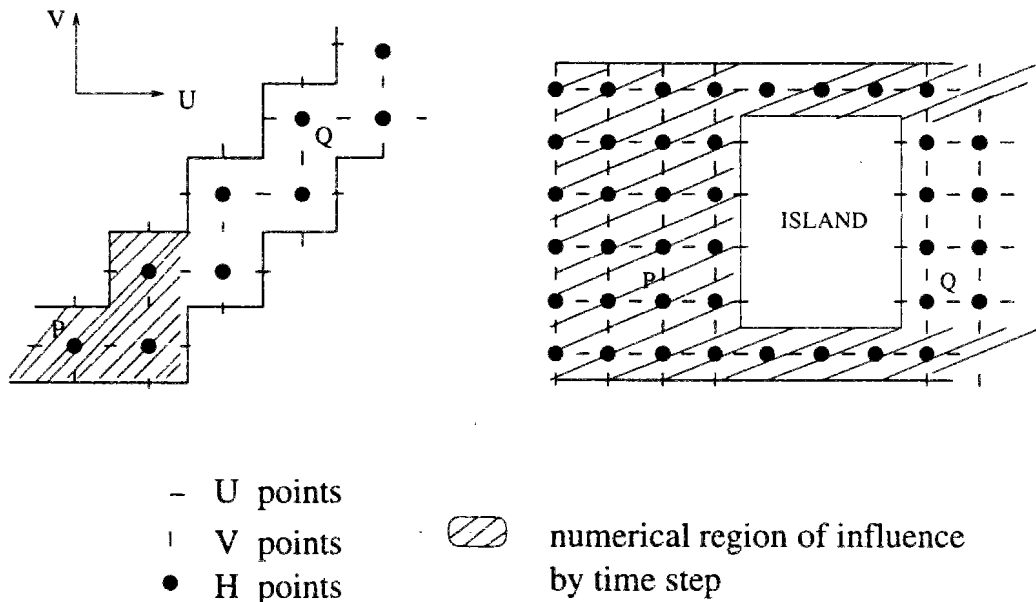 V
U
Q
P
ISLAND
P
Q
U points
V points
H points
numerical region of influence
by time step